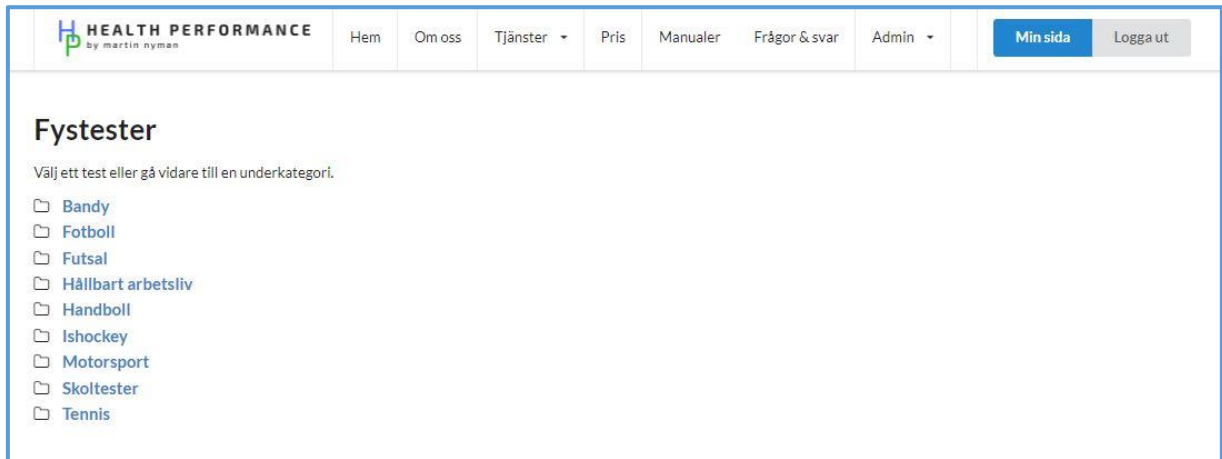 HEALTH PERFORMANCE
by martin nyman
Hem Om oss Tjänster Pris Manualer Frågor & svar Admin Min sida Logga ut
Fystester
Välj ett test eller gå vidare till en underkategori.
Bandy
Fotboll
Futsal
Hållbart arbetsliv
Handboll
Ishockey
Motorsport
Skoltester
Tennis